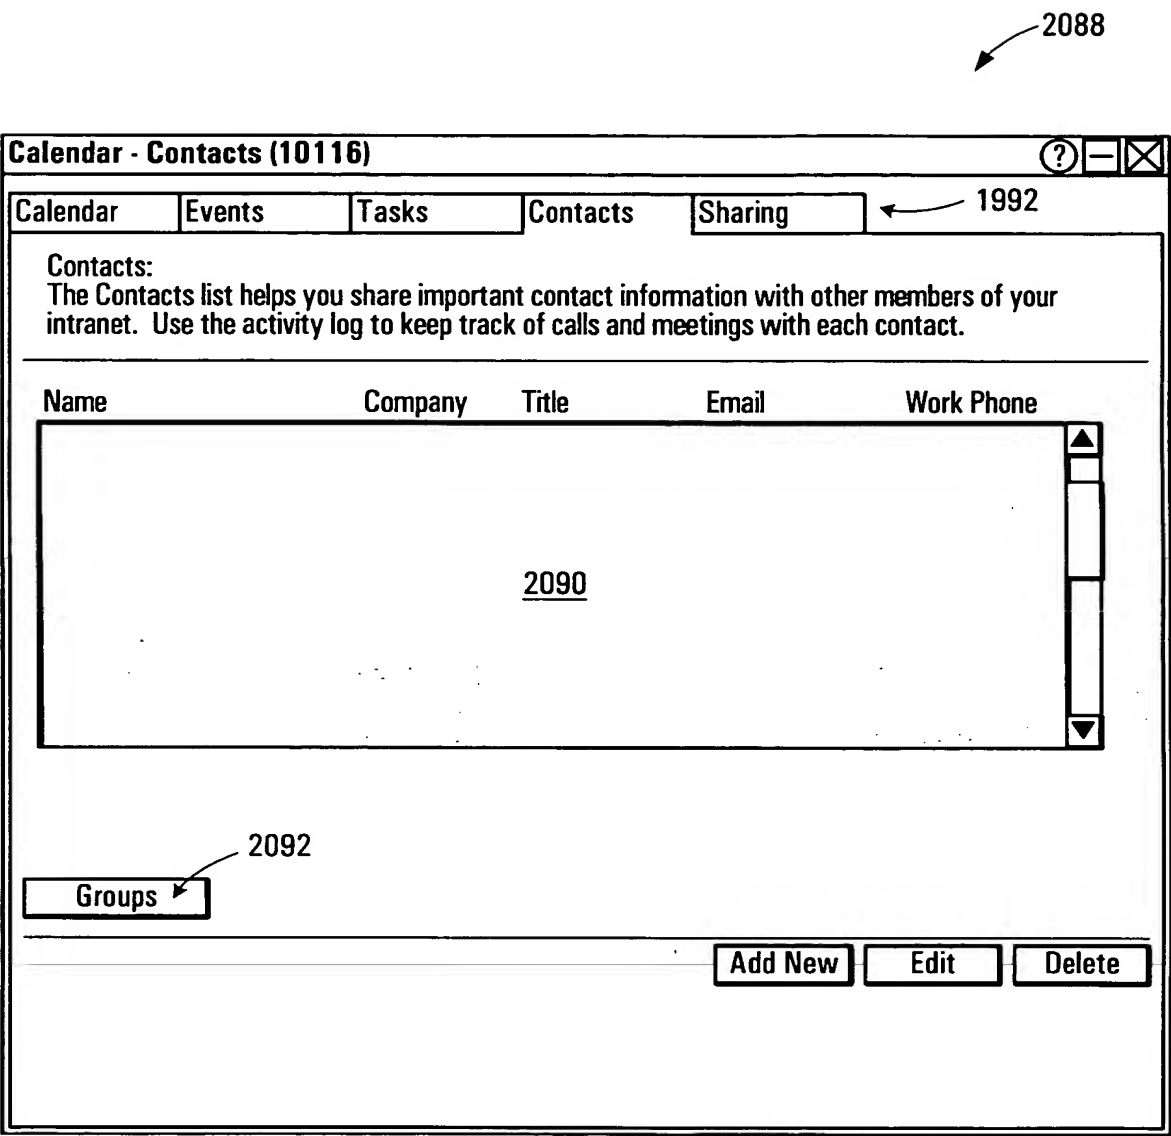 2088
Calendar - Contacts (10116)
?
Calendar Events Tasks Contacts Sharing 1992
Contacts:
The Contacts list helps you share important contact information with other members of your
intranet. Use the activity log to keep track of calls and meetings with each contact.
Name Company Title Email Work Phone
2090
2092
Groups
Add New Edit Delete